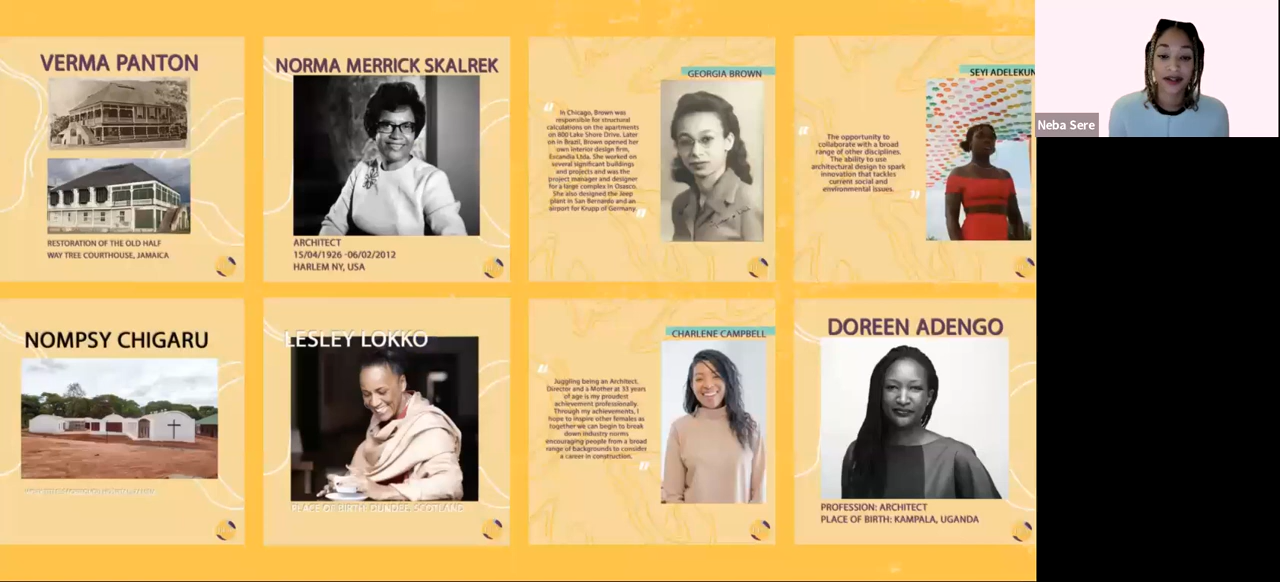 VERMA PANTON
RESTORATION OF THE OLD HALF
WAY TREE COURTHOUSE, JAMAICA
NORMA MERRICK SKALREK
ARCHITECT
15/04/1926 -06/02/2012
HARLEM NY, USA
GEORGIA BROWN
In Chicago, Brown was
responsible for structural
calculations on the apartments
on 800 Lake Shore Drive. Later
on in Brazil, Brown opened her
own interior design firm,
Escandia Ltda. She worked on
several significant buildings
and projects and was the
project manager and designer
for a large complex in Osasco.
She also designed the Jeep
plant in San Bernardo and an
airport for Krupp of Germany.
SEYI ADELEKUN
The opportunity to
collaborate with a broad
range of other disciplines.
The ability to use
architectural design to spark
innovation that tackles
current social and
environmental issues.
Neba Sere
NOMPSY CHIGARU
LESLEY LOKKO
PLACE OF BIRTH: DUNDEE, SCOTLAND
CHARLENE CAMPBELL
Juggling being an Architect,
Director and a Mother at 33 years
of age is my proudest
achievement professionally.
Through my achievements, I
hope to inspire other females as
together we can begin to break
down industry norms
encouraging people from a broad
range of backgrounds to consider
a career in construction.
DOREEN ADENGO
PROFESSION: ARCHITECT
PLACE OF BIRTH: KAMPALA, UGANDA